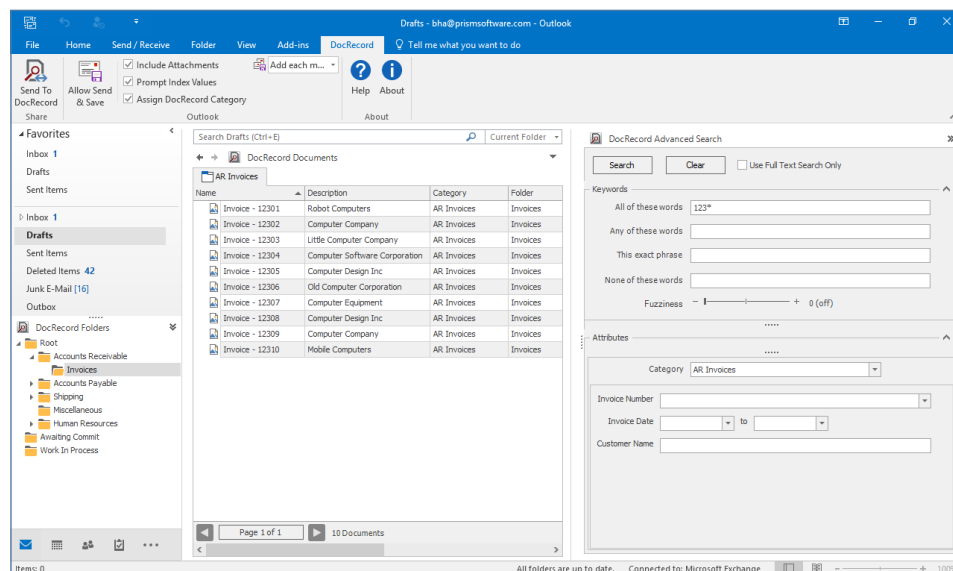 Drafts - bha@prismsoftware.com - Outlook
File Home Send / Receive Folder View Add-ins DocRecord Tell me what you want to do
Send To DocRecord
Allow Send & Save
Include Attachments
Prompt Index Values
Assign DocRecord Category
Add each m...
Help About
Share Outlook About
Favorites
Inbox 1
Drafts
Sent Items
Inbox 1
Drafts
Sent Items
Deleted Items 42
Junk E-Mail [16]
Outbox
DocRecord Folders
Root
Accounts Receivable
Invoices
Accounts Payable
Shipping
Miscellaneous
Human Resources
Awaiting Commit
Work In Process
Search Drafts (Ctrl+E) Current Folder
DocRecord Documents
AR Invoices
Name Description Category Folder
Invoice - 12301 Robot Computers AR Invoices Invoices
Invoice - 12302 Computer Company AR Invoices Invoices
Invoice - 12303 Little Computer Company AR Invoices Invoices
Invoice - 12304 Computer Software Corporation AR Invoices Invoices
Invoice - 12305 Computer Design Inc AR Invoices Invoices
Invoice - 12306 Old Computer Corporation AR Invoices Invoices
Invoice - 12307 Computer Equipment AR Invoices Invoices
Invoice - 12308 Computer Design Inc AR Invoices Invoices
Invoice - 12309 Computer Company AR Invoices Invoices
Invoice - 12310 Mobile Computers AR Invoices Invoices
Page 1 of 1 10 Documents
DocRecord Advanced Search
Search Clear Use Full Text Search Only
Keywords
All of these words 123*
Any of these words
This exact phrase
None of these words
Fuzziness 0 (off)
Attributes
Category AR Invoices
Invoice Number
Invoice Date to
Customer Name
Items: 0 All folders are up to date. Connected to: Microsoft Exchange 100%